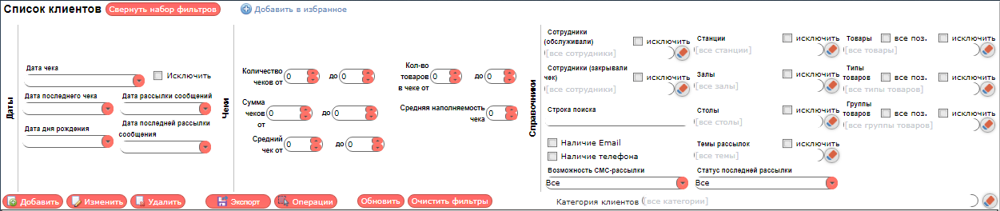 Список клиентов Свернуть набор фильтров Добавить в избранное
Даты
Дата чека
Исключить
Дата последнего чека Дата рассылки сообщений
Дата дня рождения Дата последней рассылки
сообщения
Чеки
Количество
чеков от 0 до 0
Кол-во
товаров
в чеке от 0 до 0
Сумма
чеков
от 0 до 0
Средняя наполняемость
чека 0
Средний
чек от 0 до 0
Справочники
Сотрудники
(обслуживали) исключить
[все сотрудники]
Сотрудники (закрывали
чек) исключить
[все сотрудники]
Строка поиска
Наличие Email
Наличие телефона
Возможность СМС-рассылки
Все
Станции исключить
[все станции]
Залы исключить
[все залы]
Столы исключить
[все столы]
Темы рассылок исключить
[все темы]
Статус последней рассылки
Все
Товары все поз. исключить
[все товары]
Типы
товаров все поз. исключить
[все типы товаров]
Группы
товаров все поз. исключить
[все группы товаров]
Добавить Изменить Удалить Экспорт Операции Обновить Очистить фильтры Категория клиентов [все категории]